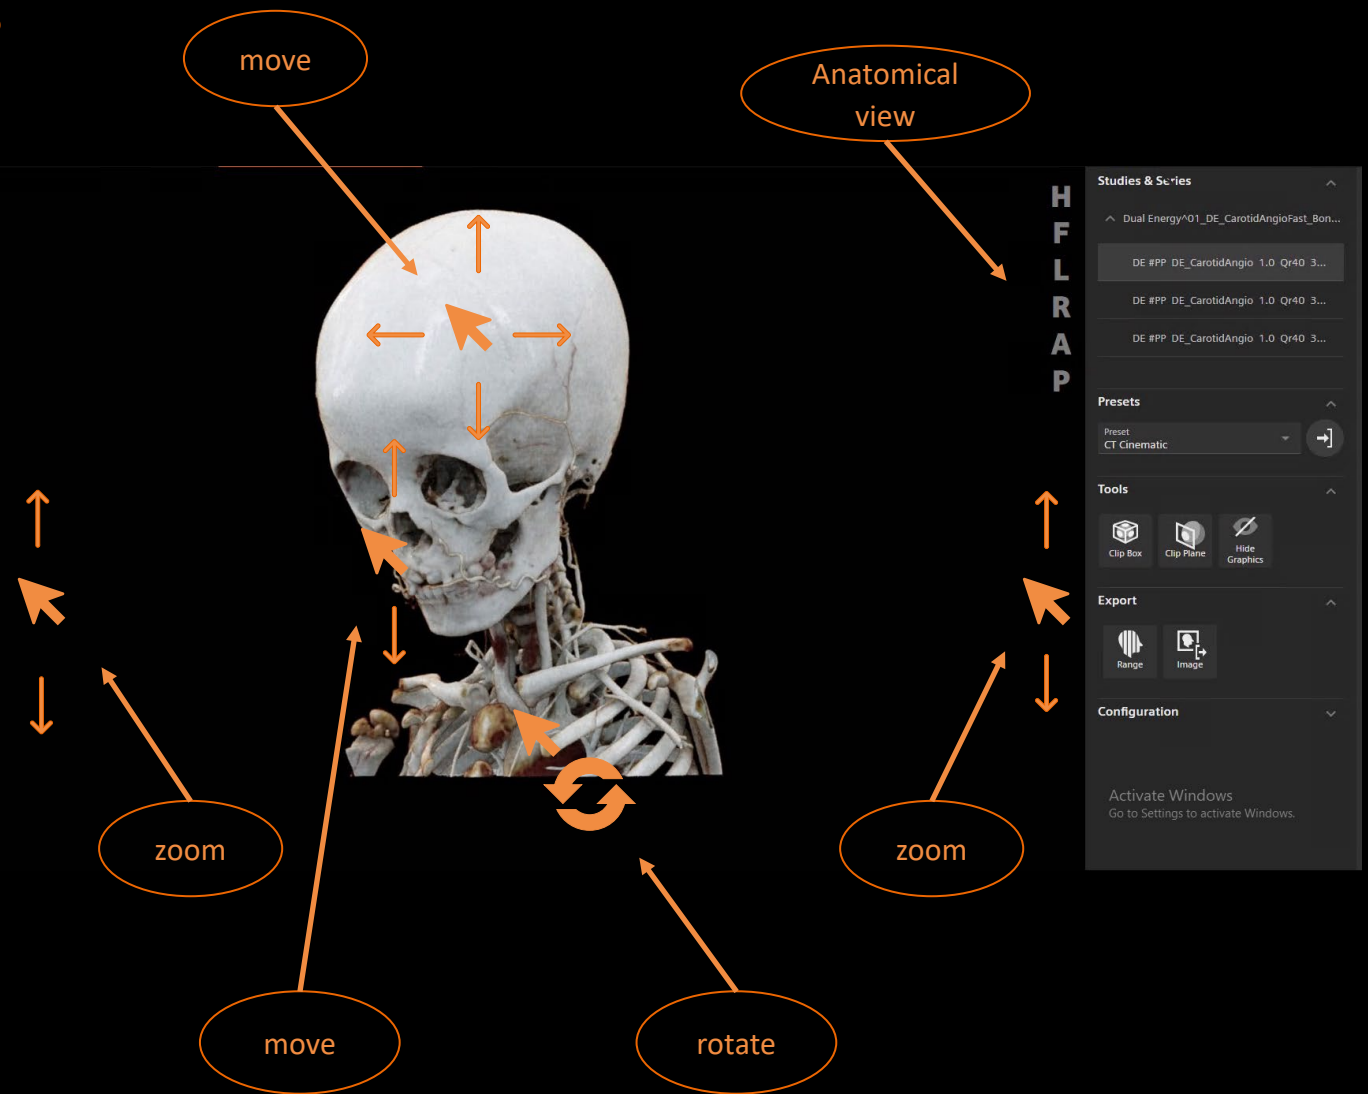 move
Anatomical
view
H
F
L
R
A
P
Studies & Series
Dual Energy^01_DE_CarotidAngioFast_Bon...
DE #PP DE_CarotidAngio 1.0 Qr40 3...
DE #PP DE_CarotidAngio 1.0 Qr40 3...
DE #PP DE_CarotidAngio 1.0 Qr40 3...
Presets
Preset
CT Cinematic
Tools
Clip Box
Clip Plane
Hide
Graphics
Export
Range
Image
Configuration
Activate Windows
Go to Settings to activate Windows.
zoom
zoom
move
rotate